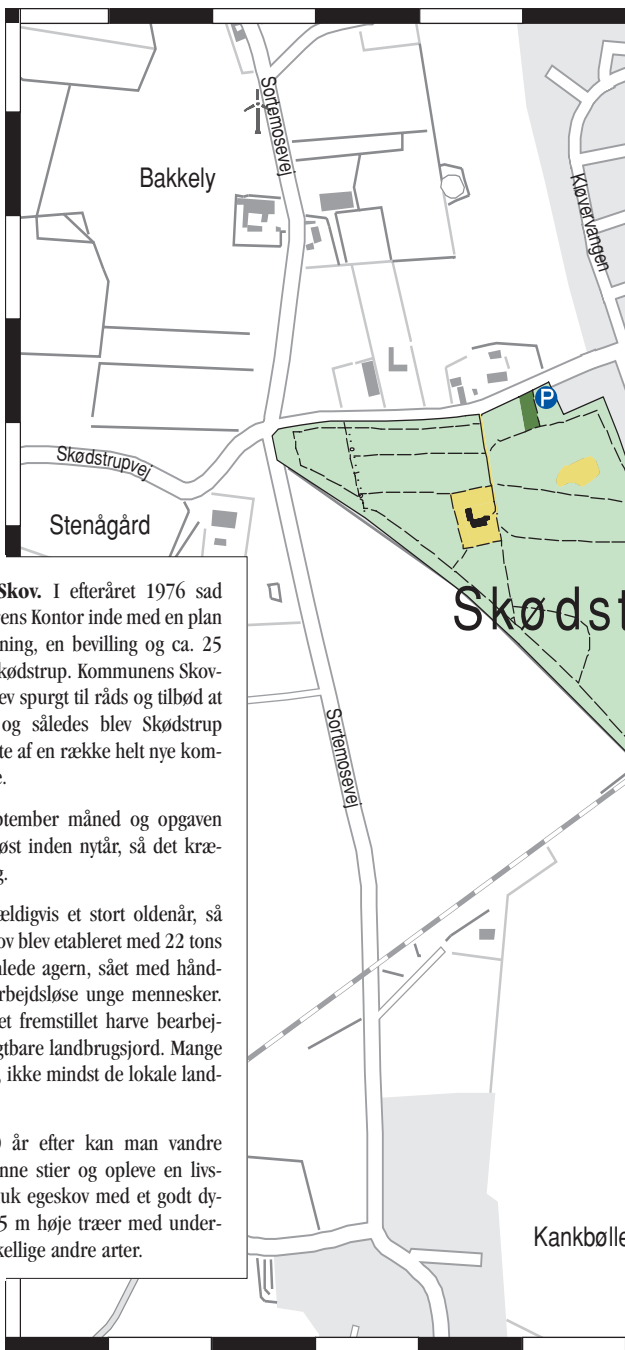 Sortemosevej
Bakkely
Kløvervangen
P
Skødstrupvej
Stenågård
Skødst
Skov. I efteråret 1976 sad
rens Kontor inde med en plan
ning, en bevilling og ca. 25
kødstrup. Kommunens Skov-
ev spurgt til råds og tilbød at
og således blev Skødstrup
te af en række helt nye kom-
e.
ptember måned og opgaven
øst inden nytår, så det kræ-
g.
ældigvis et stort oldenår, så
ov blev etableret med 22 tons
nlede agern, sået med hånd-
rbejdsløse unge mennesker.
et fremstillet harve bearbej-
gtbare landbrugsjord. Mange
, ikke mindst de lokale land-
0 år efter kan man vandre
nne stier og opleve en livs-
uk egeskov med et godt dy-
5 m høje træer med under-
kellige andre arter.
Sortemosevej
Kankbølle